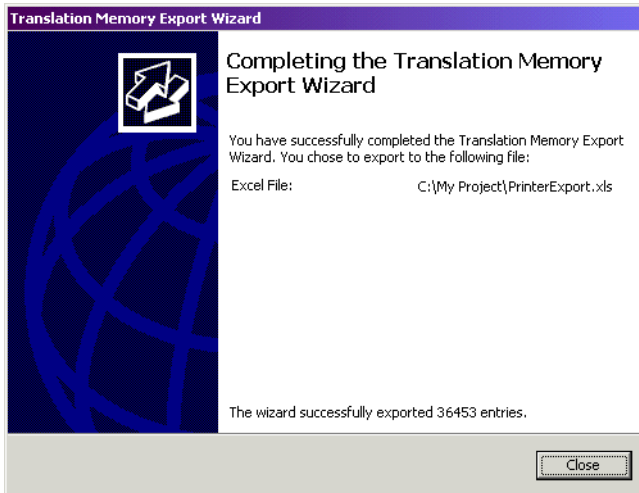 Translation Memory Export Wizard
Completing the Translation Memory
Export Wizard
You have successfully completed the Translation Memory Export
Wizard. You chose to export to the following file:
Excel File: C:\My Project\PrinterExport.xls
The wizard successfully exported 36453 entries.
Close